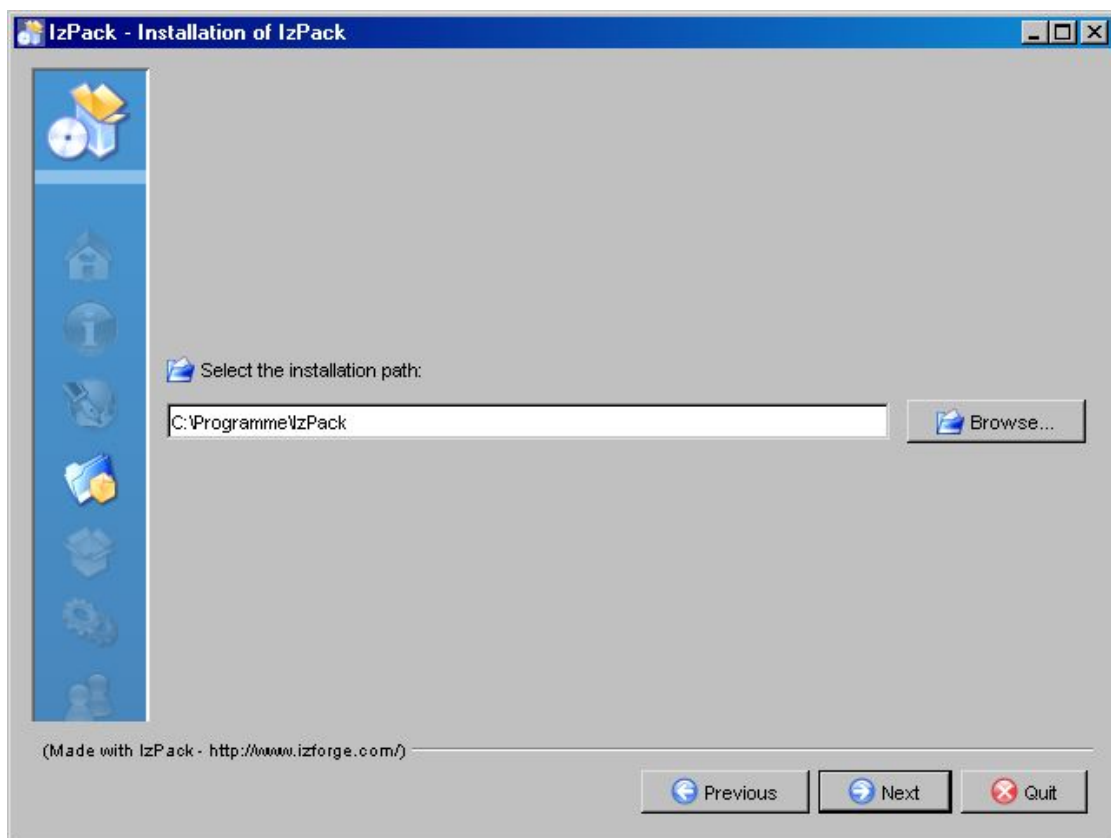 IzPack - Installation of IzPack
Select the installation path:
C:\Programme\IzPack
Browse...
(Made with IzPack - http://www.izforge.com/)
Previous
Next
Quit